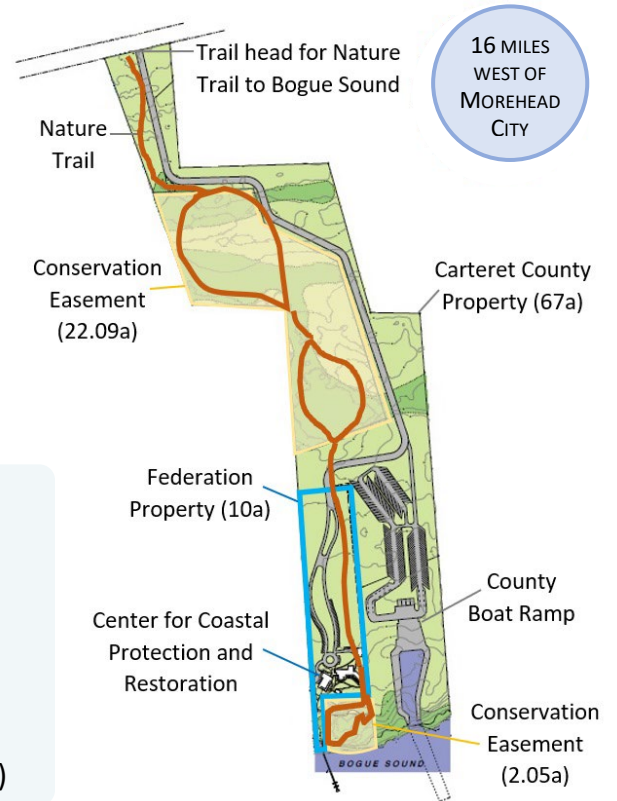 Trail head for Nature
Trail to Bogue Sound
16 MILES
WEST OF
MOREHEAD
CITY
Nature
Trail
Conservation
Easement
(22.09a)
Carteret County
Property (67a)
Federation
Property (10a)
County
Boat Ramp
Center for Coastal
Protection and
Restoration
Conservation
Easement
(2.05a)
BOGUE SOUND
)